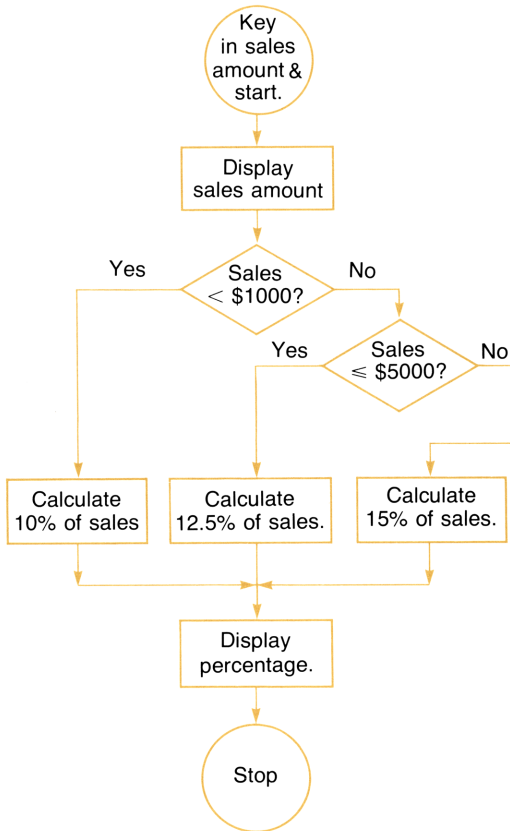 Key
in sales
amount &
start.
Display
sales amount
Yes
Sales
< $1000?
No
Yes
Sales
≤ $5000?
No
Calculate
10% of sales
Calculate
12.5% of sales.
Calculate
15% of sales.
Display
percentage.
Stop